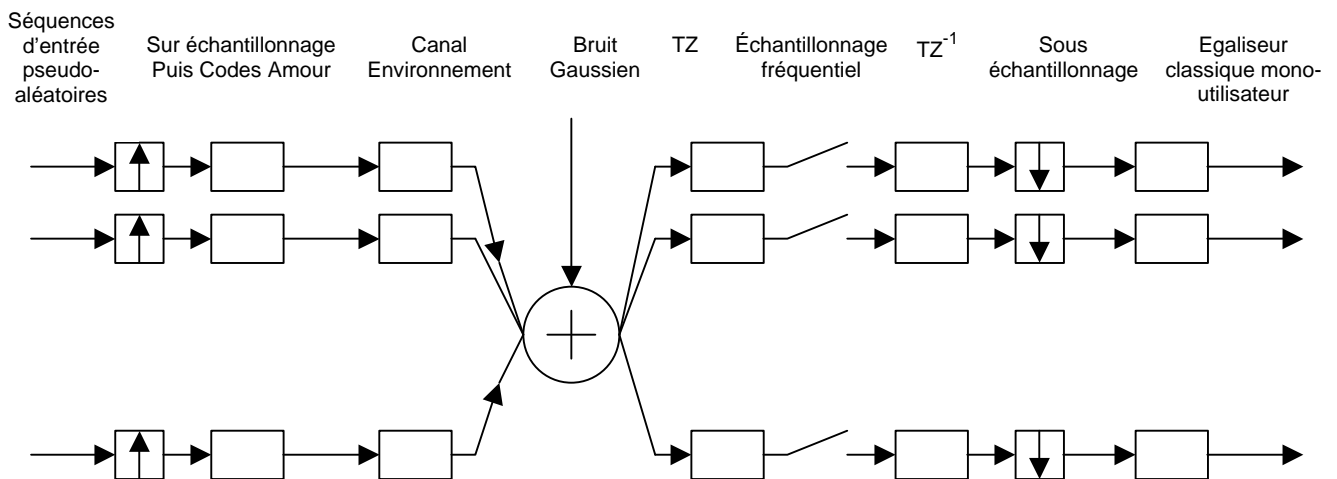 Séquences
d'entrée
pseudo-
aléatoires
Sur échantillonnage
Puis Codes Amour
Canal
Environnement
Bruit
Gaussien
TZ
Échantillonnage
fréquentiel
TZ-1
Sous
échantillonnage
Egaliseur
classique mono-
utilisateur